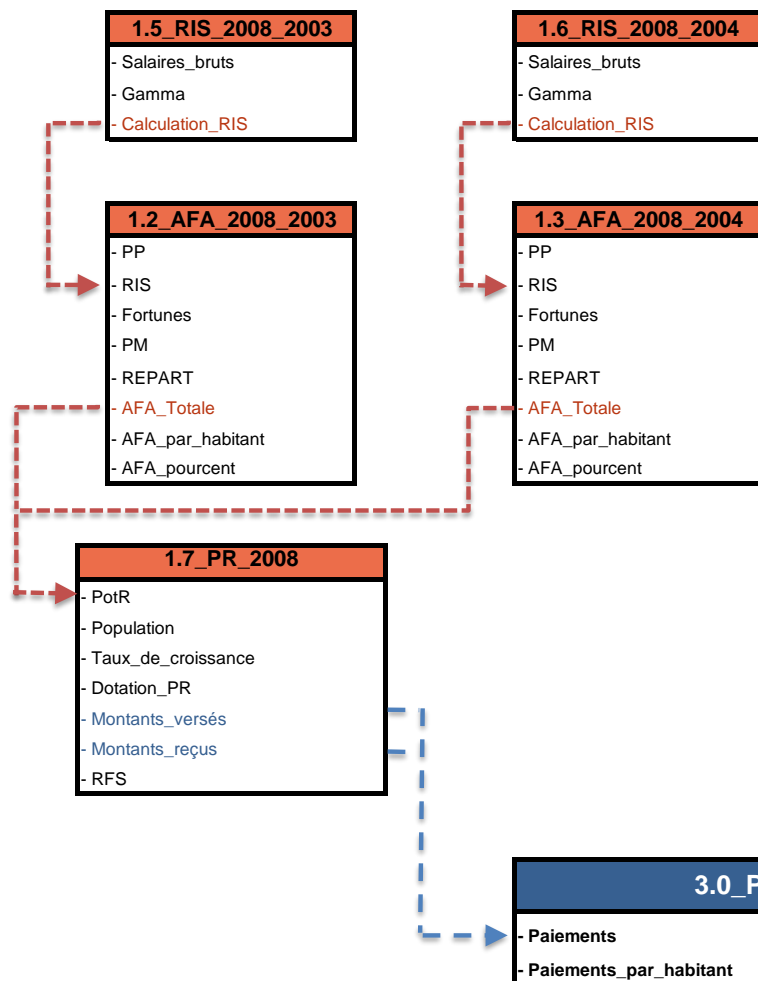 1.5_RIS_2008_2003
- Salaires_bruts
- Gamma
- Calculation_RIS
1.6_RIS_2008_2004
- Salaires_bruts
- Gamma
- Calculation_RIS
1.2_AFA_2008_2003
- PP
- RIS
- Fortunes
- PM
- REPART
- AFA_Totale
- AFA_par_habitant
- AFA_pourcent
1.3_AFA_2008_2004
- PP
- RIS
- Fortunes
- PM
- REPART
- AFA_Totale
- AFA_par_habitant
- AFA_pourcent
1.7_PR_2008
- PotR
- Population
- Taux_de_croissance
- Dotation_PR
- Montants_versés
- Montants_reçus
- RFS
3.0_P
- Paiements
- Paiements_par_habitant